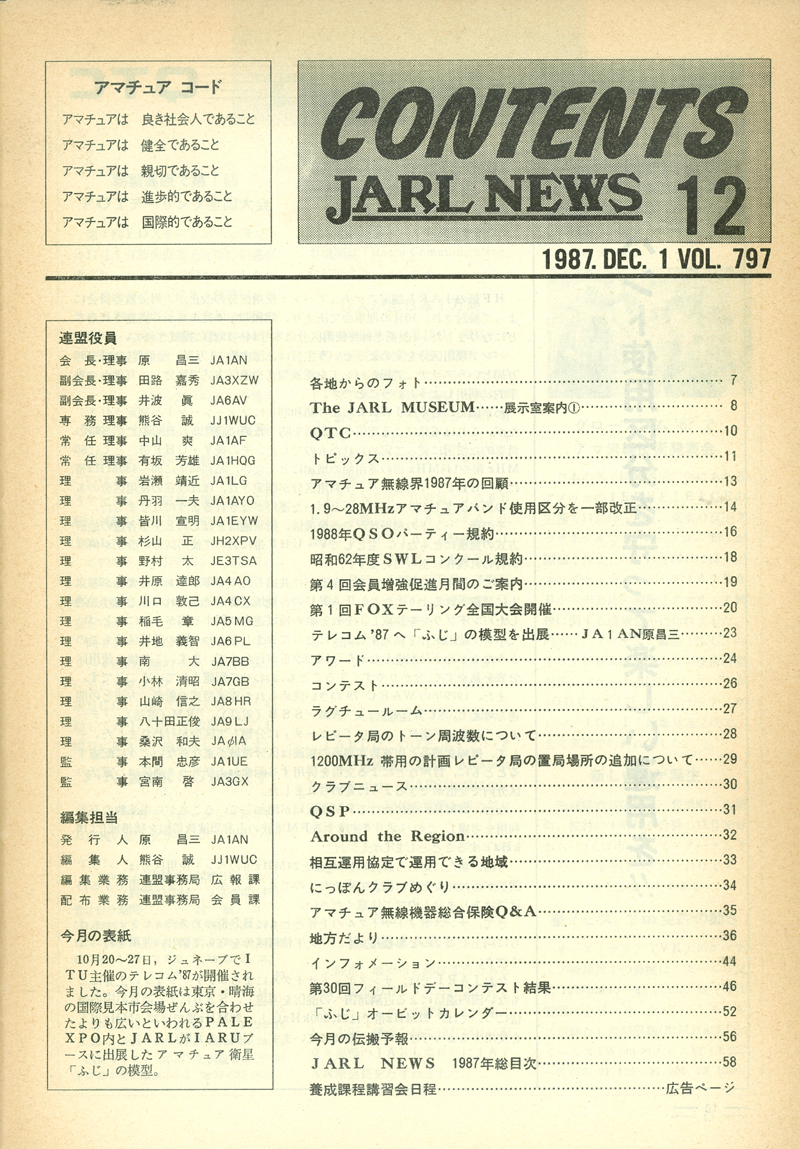 アマチュア コード
アマチュアは 良き社会人であること
アマチュアは 健全であること
アマチュアは 親切であること
アマチュアは 進歩的であること
アマチュアは 国際的であること
CONTENTS
JARL NEWS 12
1987. DEC. 1 VOL. 797
連盟役員
会長・理事 原 昌三 JA1AN
副会長・理事 田路 嘉秀 JA3XZW
副会長・理事 井波 眞 JA6AV
専務理事 熊谷 誠 JJ1WUC
常任理事 中山 爽 JA1AF
常任理事 有坂 芳雄 JA1HQG
理事 岩瀬 靖近 JA1LG
理事 丹羽 一夫 JA1AYO
理事 皆川 宣明 JA1EYW
理事 杉山 正 JH2XPV
理事 野村 太 JE3TSA
理事 井原 達郎 JA4AO
理事 川口 敦己 JA4CX
理事 稲毛 章 JA5MG
理事 井地 義智 JA6PL
理事 南 大 JA7BB
理事 小林 清昭 JA7GB
理事 山崎 信之 JA8HR
理事 八十田正俊 JA9LJ
理事 桑沢 和夫 JAφIA
監事 本間 忠彦 JA1UE
監事 宮南 啓 JA3GX
編集担当
発行人 原 昌三 JA1AN
編集人 熊谷 誠 JJ1WUC
編集業務 連盟事務局 広報課
配布業務 連盟事務局 会員課
今月の表紙
10月20〜27日，ジュネーブでI
TU主催のテレコム'87が開催され
ました。今月の表紙は東京・晴海
の国際見本市会場ぜんぶを合わせ
たよりも広いといわれるPALE
XPO内とJARLがIARUブ
ースに出展したアマチュア衛星
「ふじ」の模型。
各地からのフォト……7
The JARL MUSEUM……展示室案内①……8
QTC……10
トピックス……11
アマチュア無線界1987年の回顧……13
1.9〜28MHzアマチュアバンド使用区分を一部改正……14
1988年QSOパーティー規約……16
昭和62年度SWLコンクール規約……18
第4回会員増強促進月間のご案内……19
第1回FOXテーリング全国大会開催……20
テレコム'87へ「ふじ」の模型を出展……JA1AN原昌三……23
アワード……24
コンテスト……26
ラグチュールーム……27
レピータ局のトーン周波数について……28
1200MHz 帯用の計画レピータ局の置局場所の追加について……29
クラブニュース……30
QSP……31
Around the Region……32
相互運用協定で運用できる地域……33
にっぽんクラブめぐり……34
アマチュア無線機器総合保険Q&A……35
地方だより……36
インフォメーション……44
第30回フィールドデーコンテスト結果……46
「ふじ」オービットカレンダー……52
今月の伝搬予報……56
JARL NEWS 1987年総目次……58
養成課程講習会日程……広告ページ